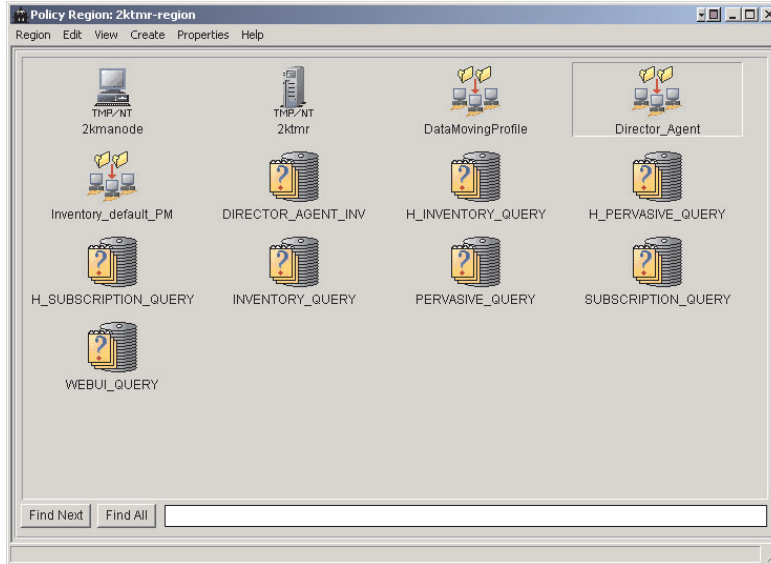 Policy Region: 2ktmr-region
Region Edit View Create Properties Help
TMP/NT TMP/NT
2kmanode 2ktmr DataMovingProfile Director_Agent
Inventory_default_PM DIRECTOR_AGENT_INV H_INVENTORY_QUERY H_PERVASIVE_QUERY
H_SUBSCRIPTION_QUERY INVENTORY_QUERY PERVASIVE_QUERY SUBSCRIPTION_QUERY
WEBUI_QUERY
Find Next Find All